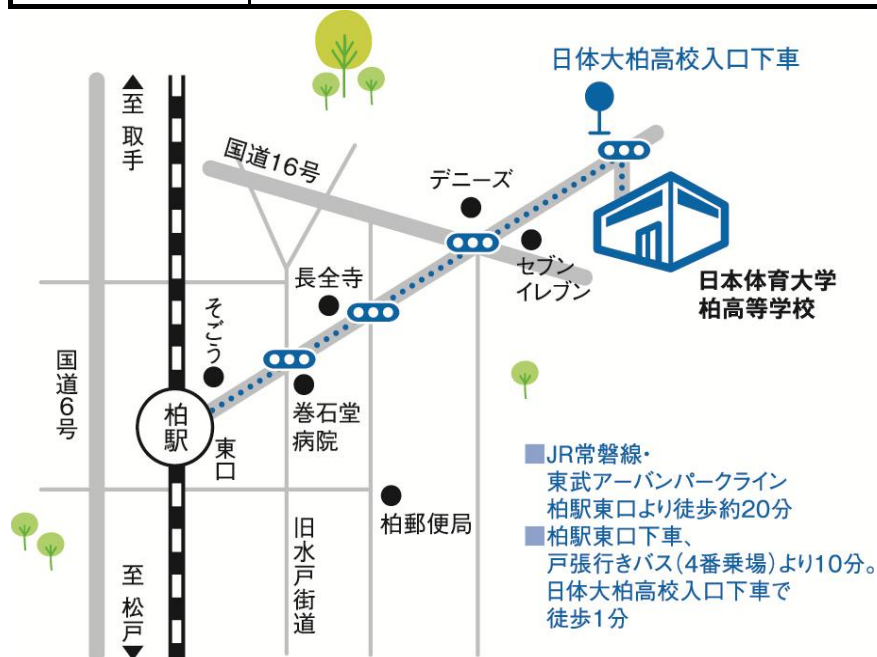 日体大柏高校入口下車
至 取手
国道16号
デニーズ
セブン
イレブン
日本体育大学
柏高等学校
長全寺
そごう
国道6号
柏駅
東口
巻石堂
病院
柏郵便局
旧水戸街道
至 松戸
■JR常磐線・
東武アーバンパークライン
柏駅東口より徒歩約20分
■柏駅東口下車、
戸張行きバス(4番乗場)より10分。
日体大柏高校入口下車で
徒歩1分